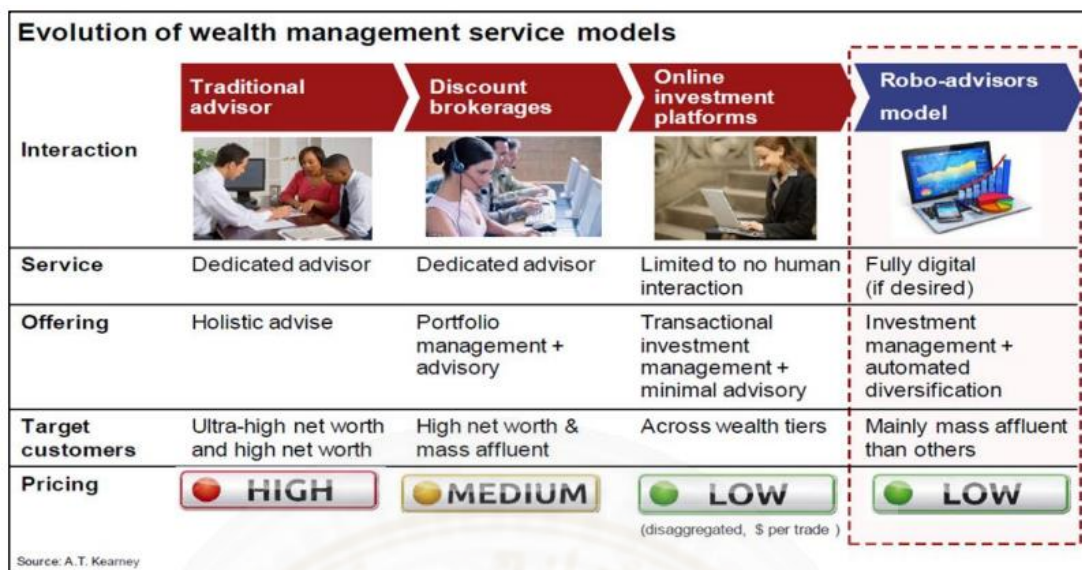 Evolution of wealth management service models
Traditional
advisor
Discount
brokerages
Online
investment
platforms
Robo-advisors
model
Interaction
Service
Dedicated advisor
Dedicated advisor
Limited to no human
interaction
Fully digital
(if desired)
Offering
Holistic advise
Portfolio
management +
advisory
Transactional
investment
management +
minimal advisory
Investment
management +
automated
diversification
Target
customers
Ultra-high net worth
and high net worth
High net worth &
mass affluent
Across wealth tiers
Mainly mass affluent
than others
Pricing
HIGH
MEDIUM
LOW
(disaggregated, $ per trade )
LOW
Source: A.T. Kearney